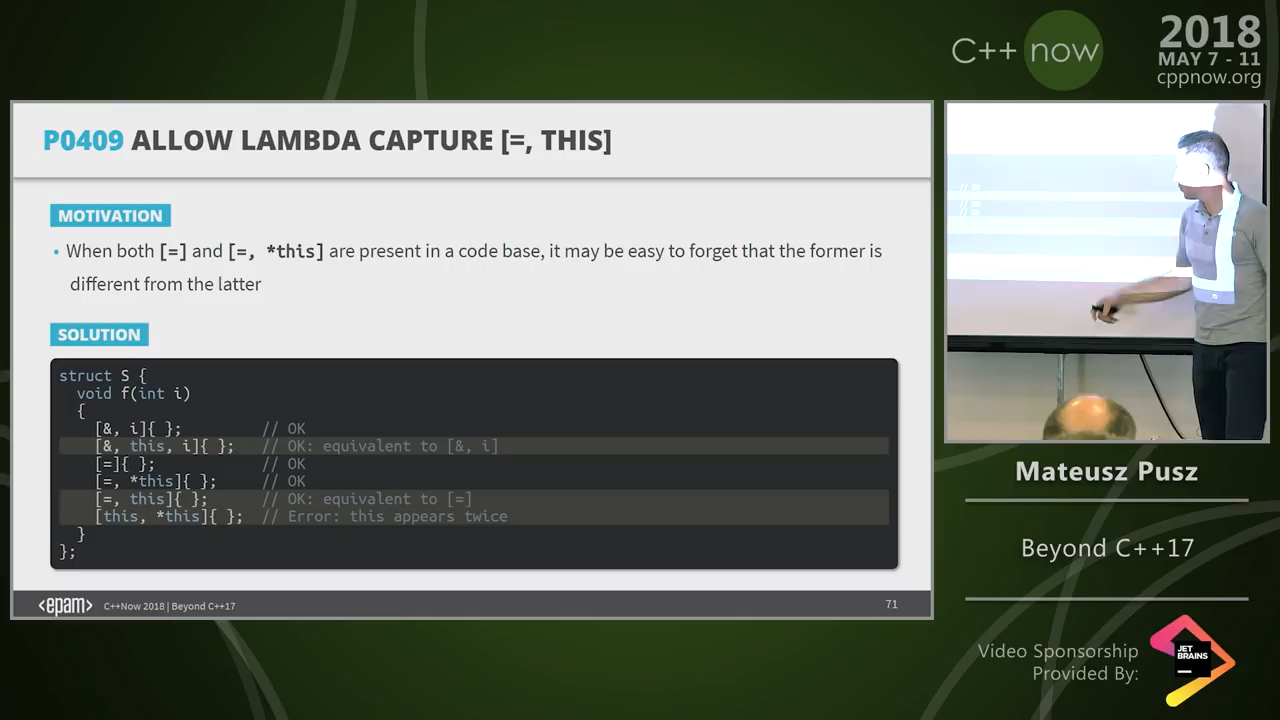 C++ now
2018
MAY 7 - 11
cppnow.org
P0409 ALLOW LAMBDA CAPTURE [=, THIS]
MOTIVATION
• When both [=] and [=, *this] are present in a code base, it may be easy to forget that the former is
different from the latter
SOLUTION
struct S {
  void f(int i)
  {
    [&, i]{ };         // OK
    [&, this, i]{ };   // OK: equivalent to [&, i]
    [=]{ };            // OK
    [=, *this]{ };     // OK
    [=, this]{ };      // OK: equivalent to [=]
    [this, *this]{ };  // Error: this appears twice
  }
};
<epam> C++Now 2018 | Beyond C++17
71
Mateusz Pusz
Beyond C++17
Video Sponsorship
Provided By:
JET
BRAINS